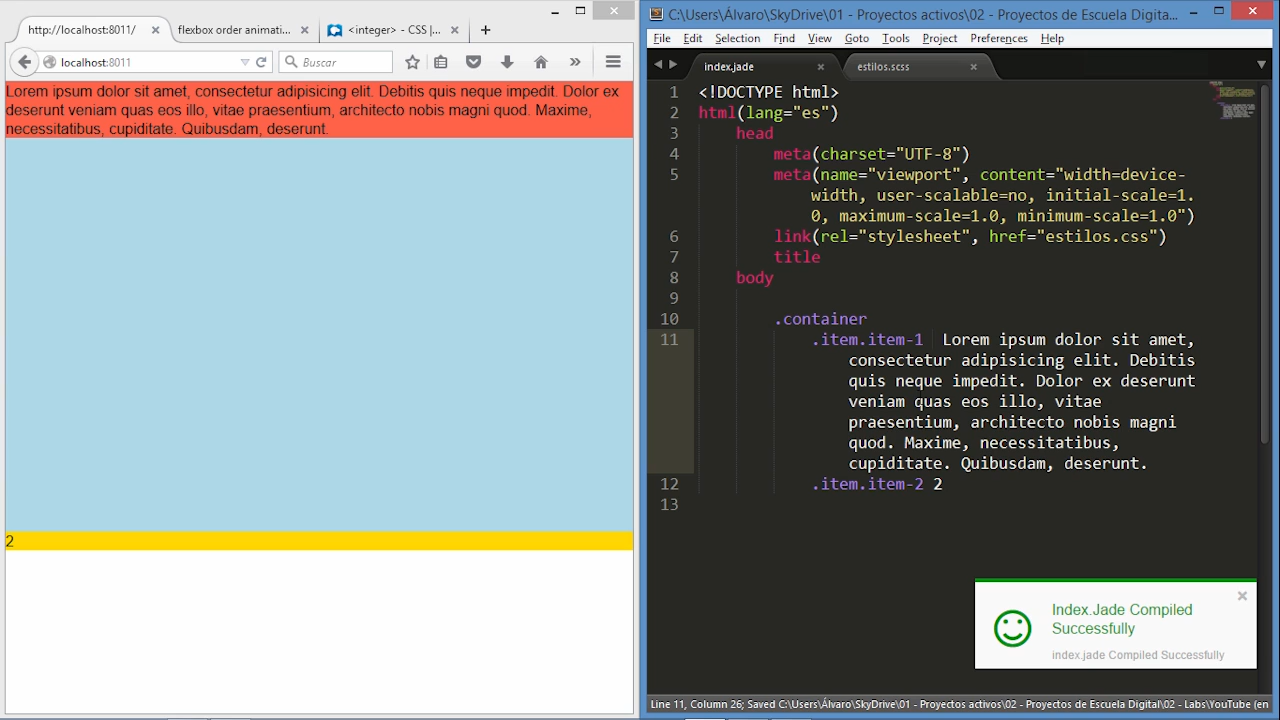 http://localhost:8011/
flexbox order animati...
<integer> - CSS |...
localhost:8011
Buscar
Lorem ipsum dolor sit amet, consectetur adipisicing elit. Debitis quis neque impedit. Dolor ex
deserunt veniam quas eos illo, vitae praesentium, architecto nobis magni quod. Maxime,
necessitatibus, cupiditate. Quibusdam, deserunt.
2
C:\Users\Álvaro\SkyDrive\01 - Proyectos activos\02 - Proyectos de Escuela Digita...
File Edit Selection Find View Goto Tools Project Preferences Help
index.jade
estilos.scss
1 <!DOCTYPE html>
2 html(lang="es")
3 head
4 meta(charset="UTF-8")
5 meta(name="viewport", content="width=device-
width, user-scalable=no, initial-scale=1.
0, maximum-scale=1.0, minimum-scale=1.0")
6 link(rel="stylesheet", href="estilos.css")
7 title
8 body
9
10 .container
11 .item.item-1 Lorem ipsum dolor sit amet,
consectetur adipisicing elit. Debitis
quis neque impedit. Dolor ex deserunt
veniam quas eos illo, vitae
praesentium, architecto nobis magni
quod. Maxime, necessitatibus,
cupiditate. Quibusdam, deserunt.
12 .item.item-2 2
13
Index.Jade Compiled
Successfully
index.jade Compiled Successfully
Line 11, Column 26; Saved C:\Users\Álvaro\SkyDrive\01 - Proyectos activos\02 - Proyectos de Escuela Digital\02 - Labs\YouTube (en